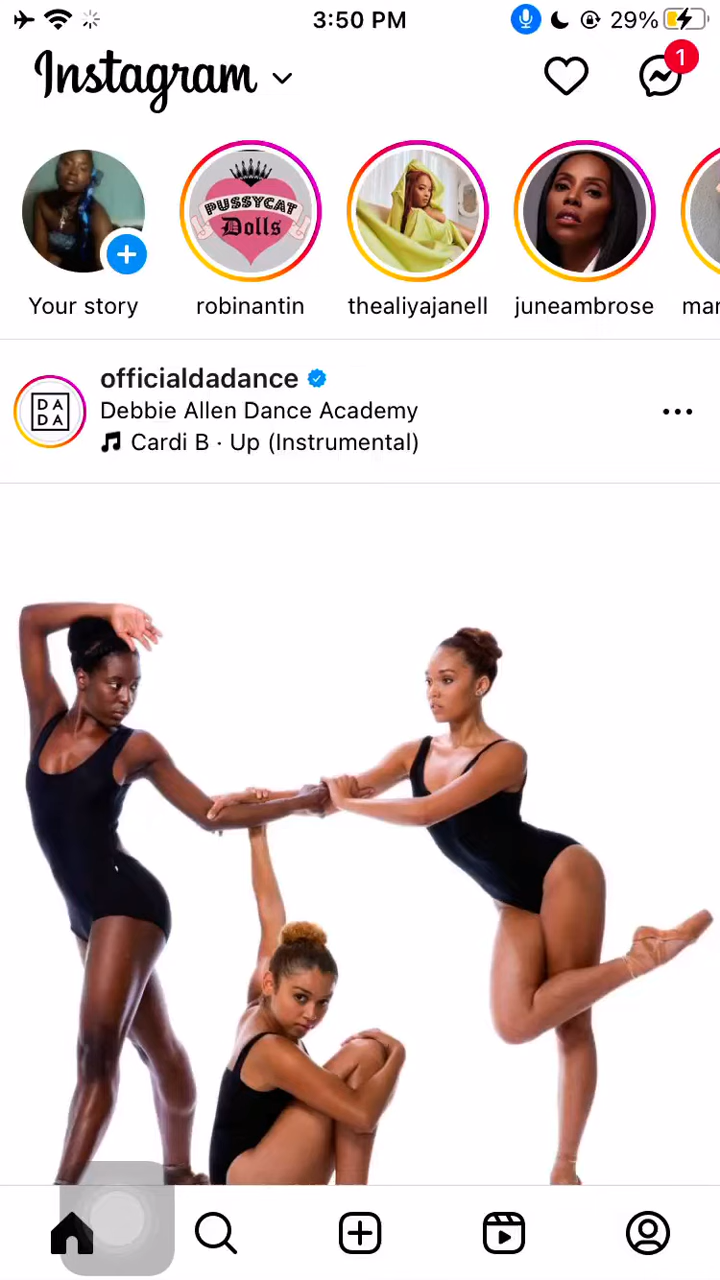 3:50 PM
29%
Instagram
1
PUSSYCAT
Dolls
Your story
robinantin
thealiyajanell
juneambrose
mar
officialdadance
DA
DA
Debbie Allen Dance Academy
Cardi B · Up (Instrumental)